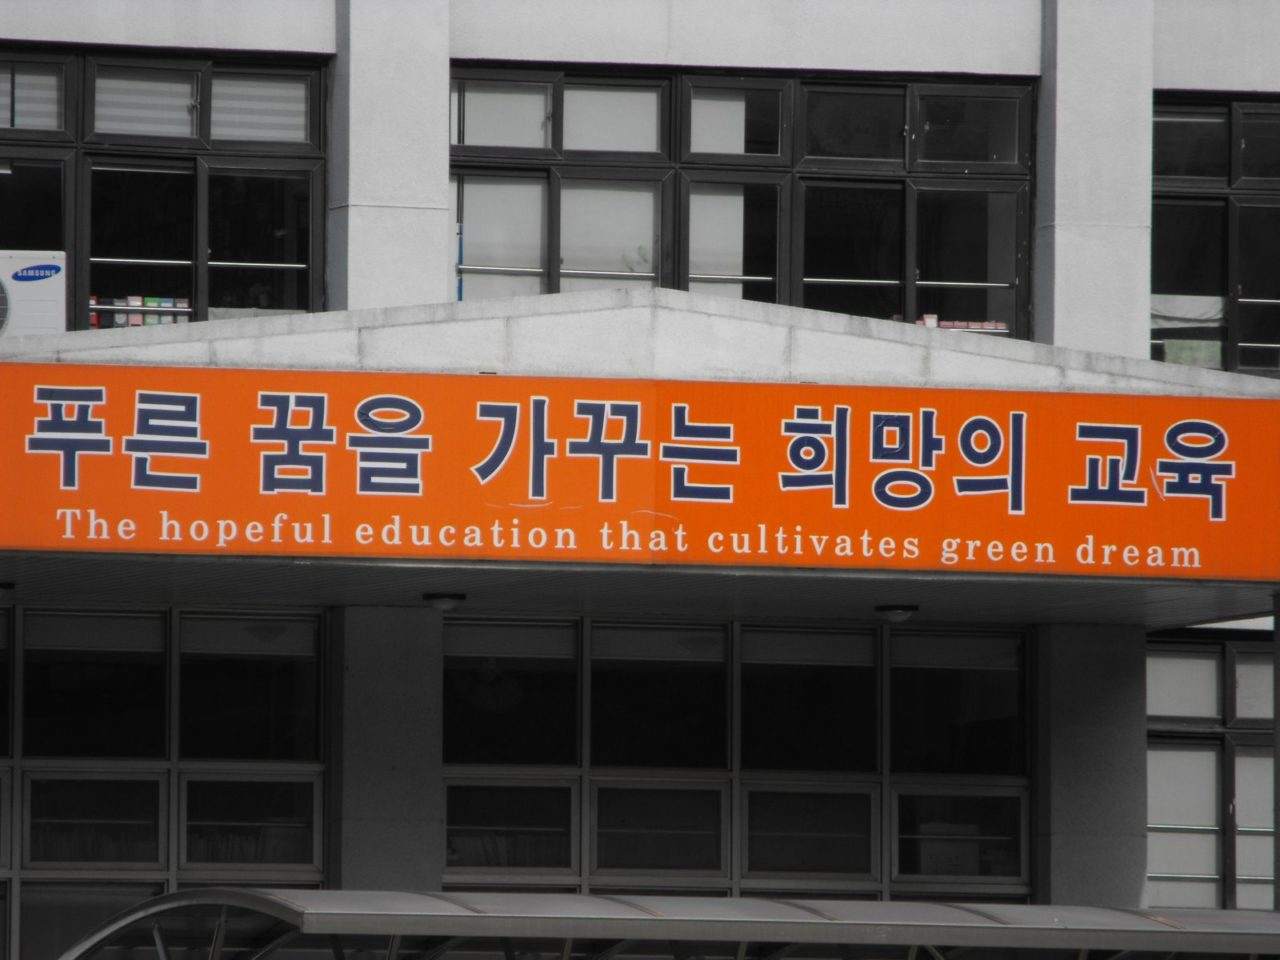 SAMSUNG
푸른 꿈을 가꾸는 희망의 교육
The hopeful education that cultivates green dream